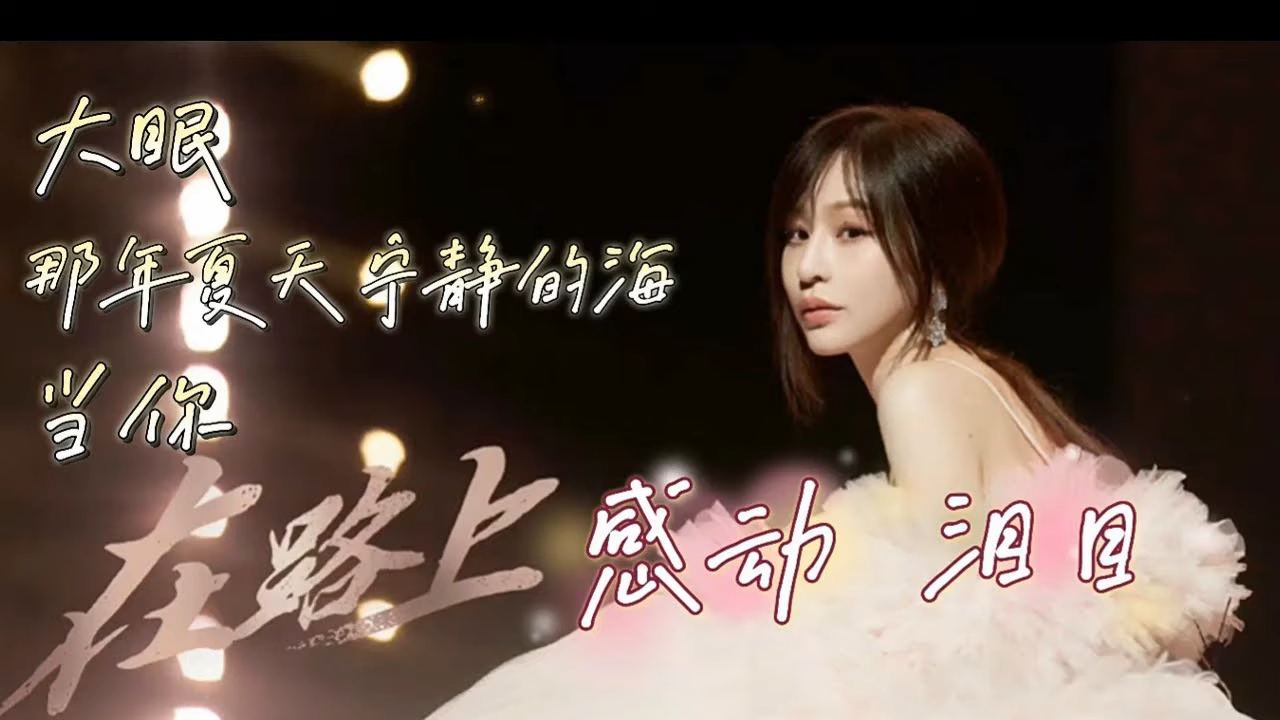 大眠
那年夏天宁静的海
当你
在路上
感动 泪目